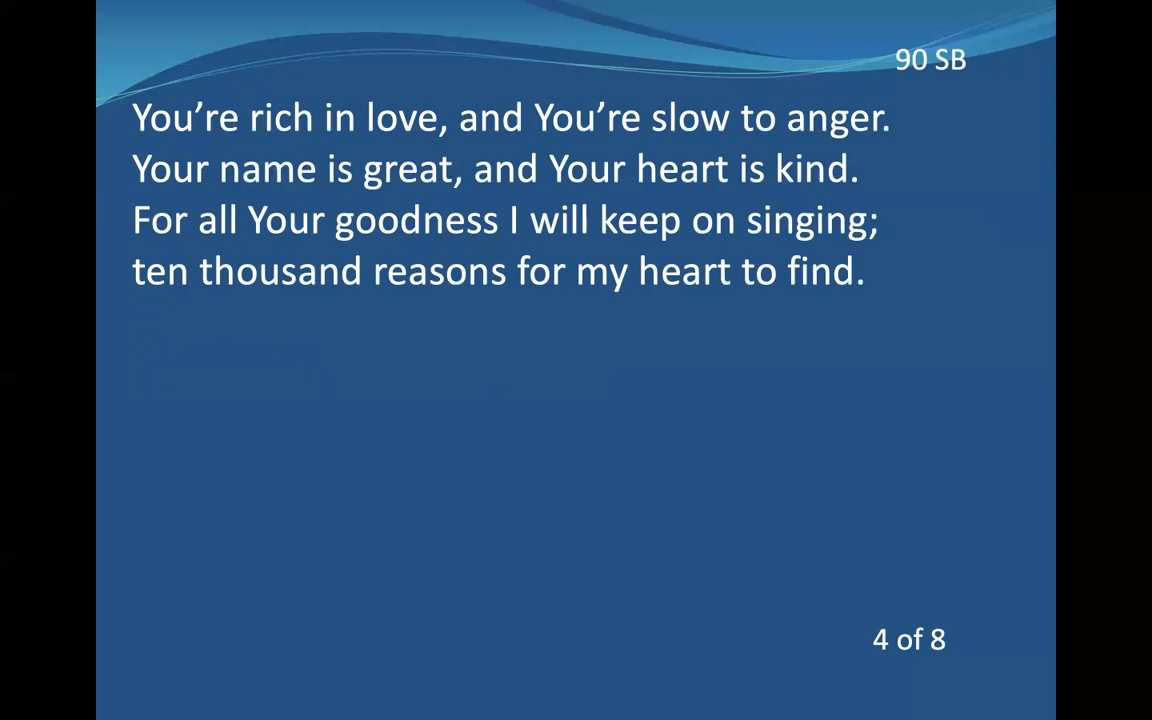 90 SB
You’re rich in love, and You’re slow to anger.
Your name is great, and Your heart is kind.
For all Your goodness I will keep on singing;
ten thousand reasons for my heart to find.
4 of 8